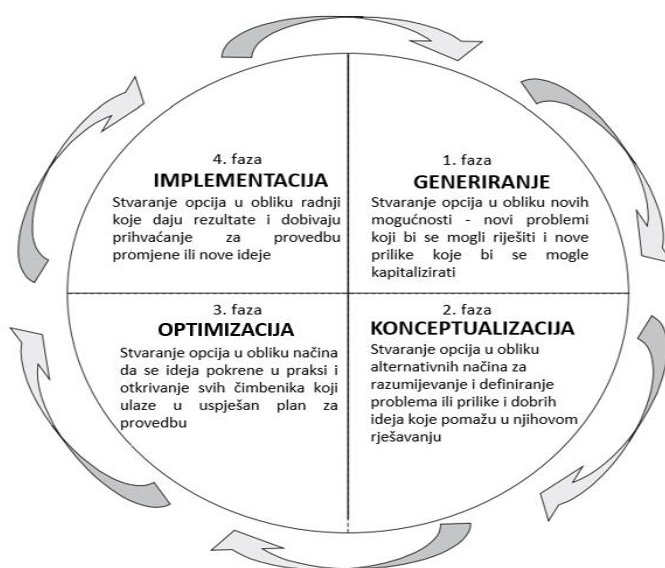 4. faza
IMPLEMENTACIJA
Stvaranje opcija u obliku radnji
koje daju rezultate i dobivaju
prihvaćanje za provedbu
promjene ili nove ideje
1. faza
GENERIRANJE
Stvaranje opcija u obliku novih
mogućnosti - novi problemi
koji bi se mogli riješiti i nove
prilike koje bi se mogle
kapitalizirati
3. faza
OPTIMIZACIJA
Stvaranje opcija u obliku načina
da se ideja pokrene u praksi i
otkrivanje svih čimbenika koji
ulaze u uspješan plan za
provedbu
2. faza
KONCEPTUALIZACIJA
Stvaranje opcija u obliku
alternativnih načina za
razumijevanje i definiranje
problema ili prilike i dobrih
ideja koje pomažu u njihovom
rješavanju